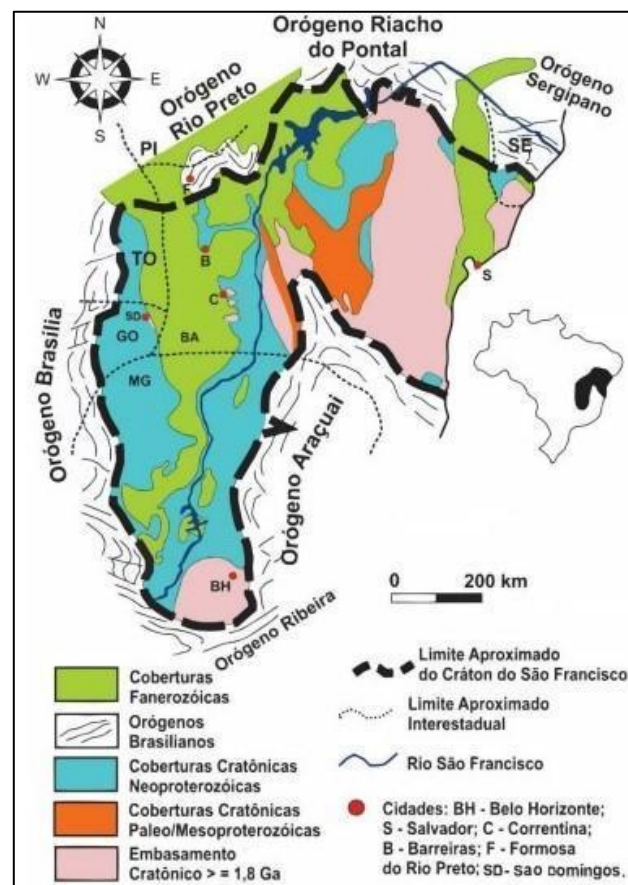 N
W
E
S
Orógeno Riacho
do Pontal
Orógeno
Sergipano
Orógeno
Rio Preto
PI
F
SE
TO
B
S
C
SD
GO
BA
MG
Orógeno Brasília
Orógeno Araçuai
BH
Orógeno Ribeira
0 200 km
Coberturas
Fanerozóicas
Orógenos
Brasilianos
Coberturas Cratônicas
Neoproterozóicas
Coberturas Cratônicas
Paleo/Mesoproterozóicas
Embasamento
Cratônico > = 1,8 Ga
Limite Aproximado
do Cráton do São Francisco
Limite Aproximado
Interestadual
Rio São Francisco
Cidades: BH - Belo Horizonte;
S - Salvador; C - Correntina;
B - Barreiras; F - Formosa
do Rio Preto; SD- SAO DOMINGOS.